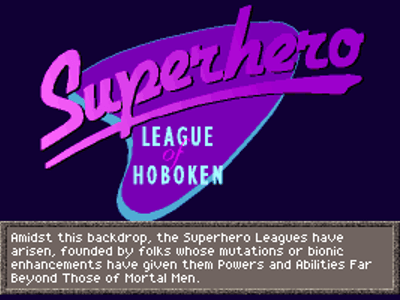 Superhero
LEAGUE
of
HOBOKEN
Amidst this backdrop, the Superhero Leagues have
arisen, founded by folks whose mutations or bionic
enhancements have given them Powers and Abilities Far
Beyond Those of Mortal Men.